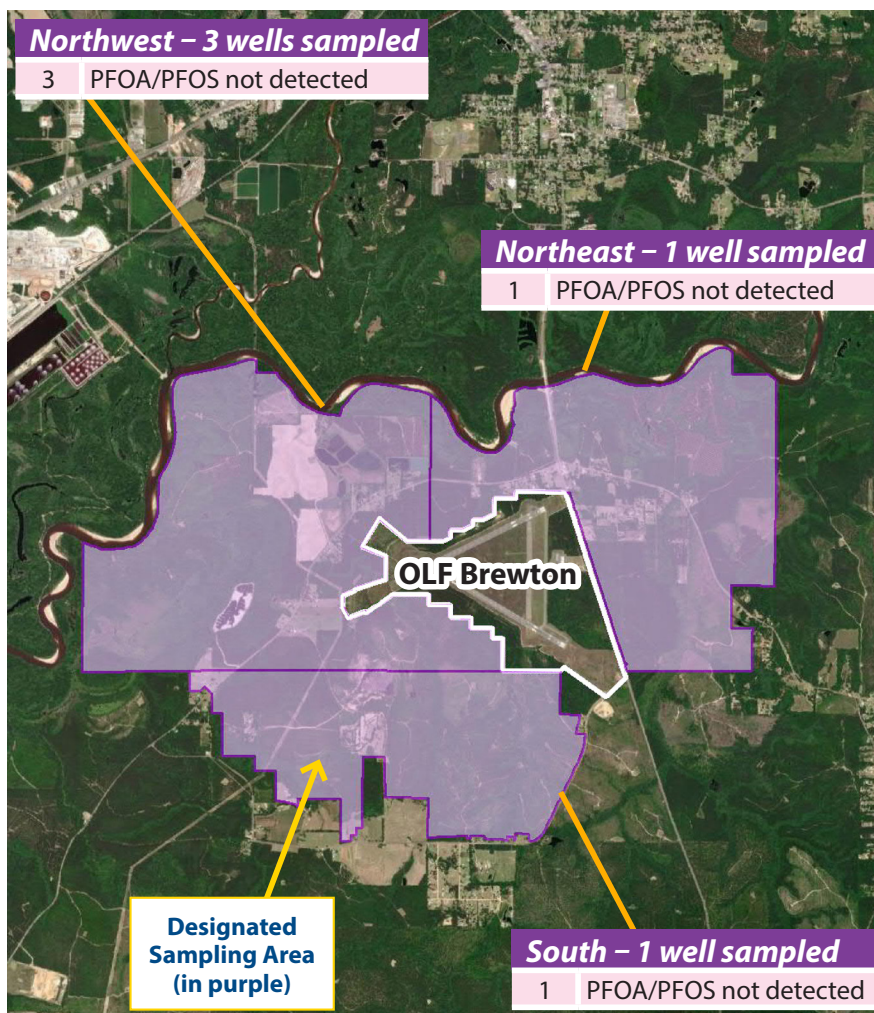 Northwest – 3 wells sampled
3 PFOA/PFOS not detected
Northeast – 1 well sampled
1 PFOA/PFOS not detected
OLF Brewton
Designated
Sampling Area
(in purple)
South – 1 well sampled
1 PFOA/PFOS not detected